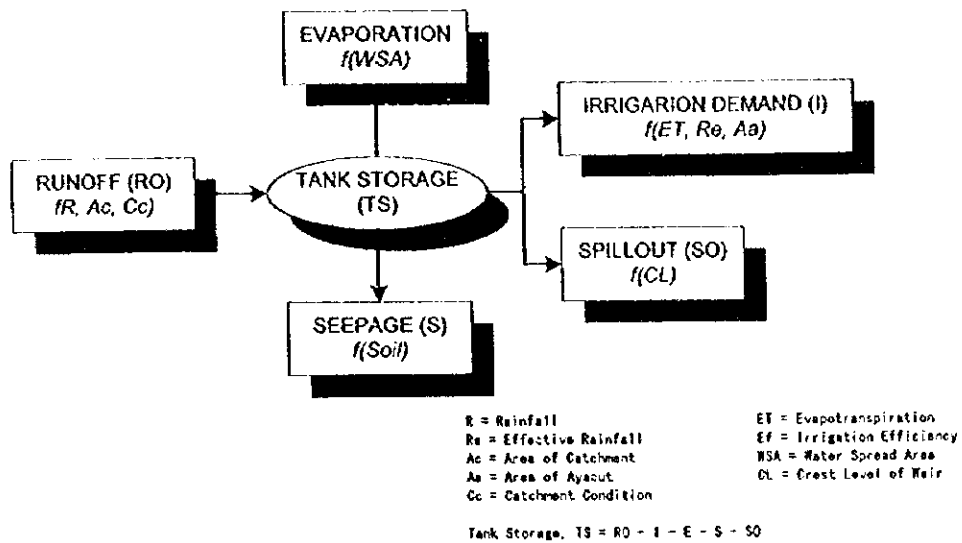 EVAPORATION
f(WSA)
IRRIGARION DEMAND (I)
f(ET, Re, Aa)
RUNOFF (RO)
fR, Ac, Cc)
TANK STORAGE
(TS)
SPILLOUT (SO)
f(CL)
SEEPAGE (S)
f(Soil)
R = Rainfall
Re = Effective Rainfall
Ac = Area of Catchment
Aa = Area of Ayacut
Cc = Catchment Condition
ET = Evapotranspiration
Ef = Irrigation Efficiency
WSA = Water Spread Area
CL = Crest Level of Weir
Tank Storage, TS = RO - I - E - S - SO